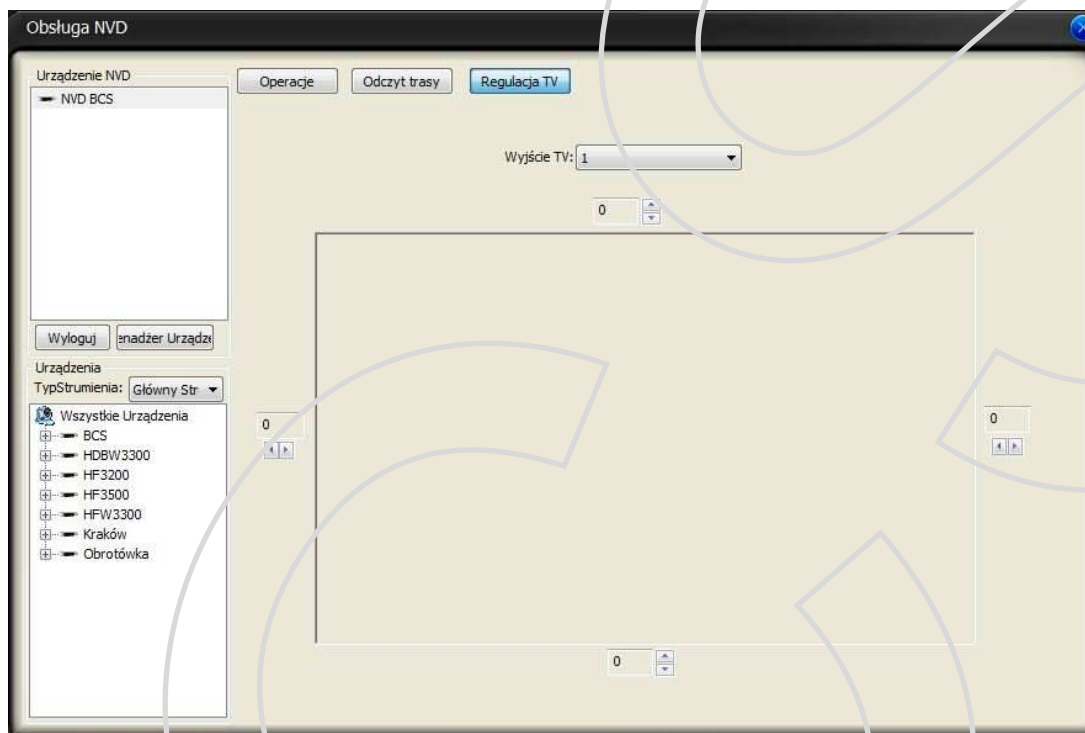 Obsługa NVD
Urządzenie NVD
NVD BCS
Wyloguj
enadżer Urządze
Urządzenia
TypStrumienia: Główny Str
Wszystkie Urządzenia
BCS
HDBW3300
HF3200
HF3500
HFW3300
Kraków
Obrotówka
Operacje
Odczyt trasy
Regulacja TV
Wyjście TV: 1
0
0
0
0